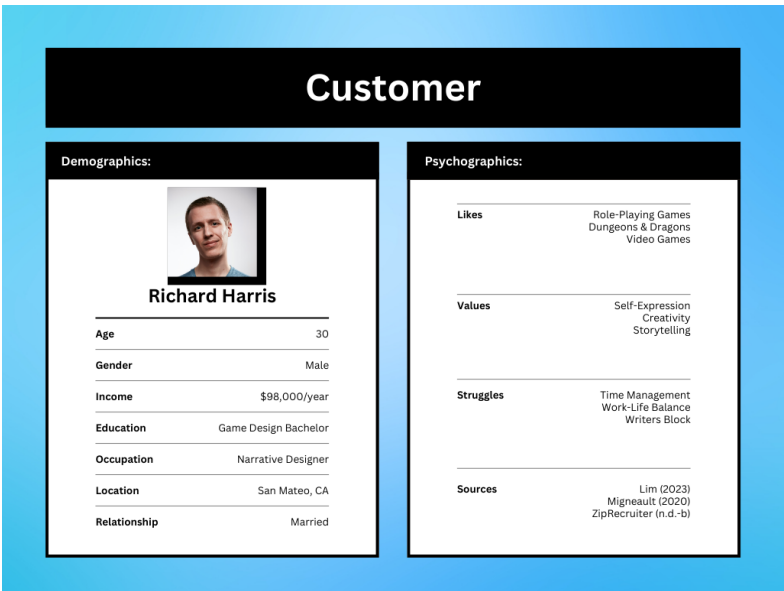 Customer
Demographics:
Richard Harris
Age 30
Gender Male
Income $98,000/year
Education Game Design Bachelor
Occupation Narrative Designer
Location San Mateo, CA
Relationship Married
Psychographics:
Likes Role-Playing Games
Dungeons & Dragons
Video Games
Values Self-Expression
Creativity
Storytelling
Struggles Time Management
Work-Life Balance
Writers Block
Sources Lim (2023)
Migneault (2020)
ZipRecruiter (n.d.-b)